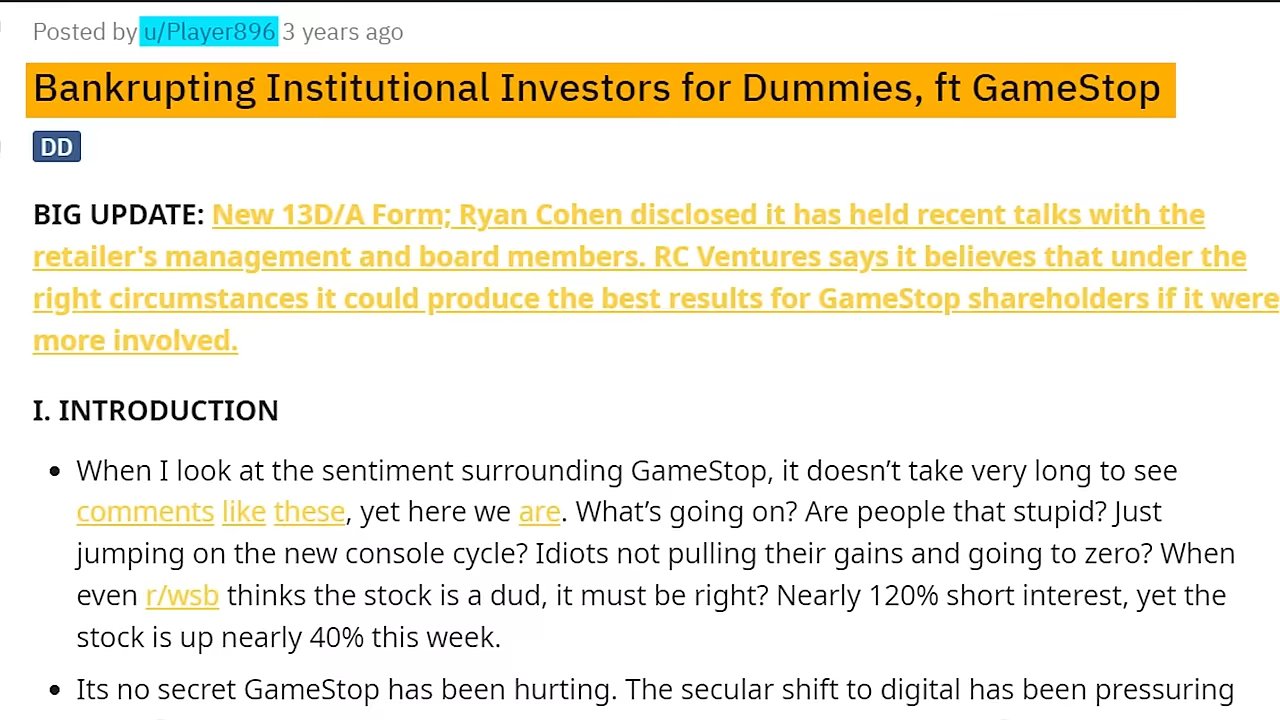 Posted by u/Player896 3 years ago
Bankrupting Institutional Investors for Dummies, ft GameStop
DD
BIG UPDATE: New 13D/A Form; Ryan Cohen disclosed it has held recent talks with the
retailer's management and board members. RC Ventures says it believes that under the
right circumstances it could produce the best results for GameStop shareholders if it were
more involved.
I. INTRODUCTION
• When I look at the sentiment surrounding GameStop, it doesn’t take very long to see
comments like these, yet here we are. What’s going on? Are people that stupid? Just
jumping on the new console cycle? Idiots not pulling their gains and going to zero? When
even r/wsb thinks the stock is a dud, it must be right? Nearly 120% short interest, yet the
stock is up nearly 40% this week.
• Its no secret GameStop has been hurting. The secular shift to digital has been pressuring